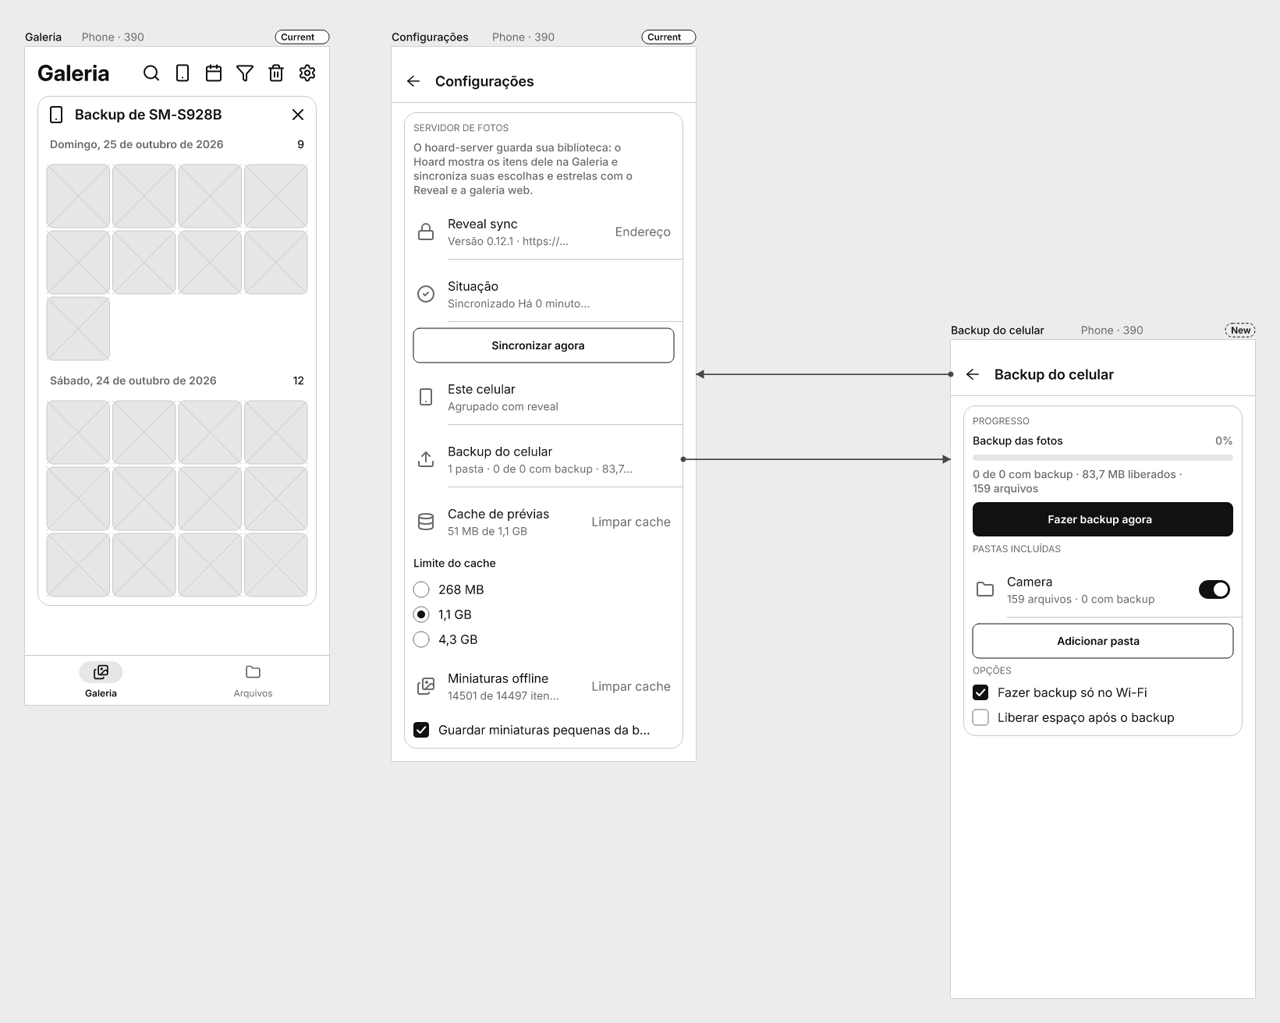 Galeria
Phone · 390
Current
Galeria
Backup de SM-S928B
Domingo, 25 de outubro de 2026
9
Sábado, 24 de outubro de 2026
12
Galeria
Arquivos
Configurações
Phone · 390
Current
Configurações
SERVIDOR DE FOTOS
O hoard-server guarda sua biblioteca: o
Hoard mostra os itens dele na Galeria e
sincroniza suas escolhas e estrelas com o
Reveal e a galeria web.
Reveal sync
Versão 0.12.1 · https://...
Endereço
Situação
Sincronizado Há 0 minuto...
Sincronizar agora
Este celular
Agrupado com reveal
Backup do celular
1 pasta · 0 de 0 com backup · 83,7...
Cache de prévias
51 MB de 1,1 GB
Limpar cache
Limite do cache
268 MB
1,1 GB
4,3 GB
Miniaturas offline
14501 de 14497 iten...
Limpar cache
Guardar miniaturas pequenas da b...
Backup do celular
Phone · 390
New
Backup do celular
PROGRESSO
Backup das fotos
0%
0 de 0 com backup · 83,7 MB liberados ·
159 arquivos
Fazer backup agora
PASTAS INCLUÍDAS
Camera
159 arquivos · 0 com backup
Adicionar pasta
OPÇÕES
Fazer backup só no Wi-Fi
Liberar espaço após o backup